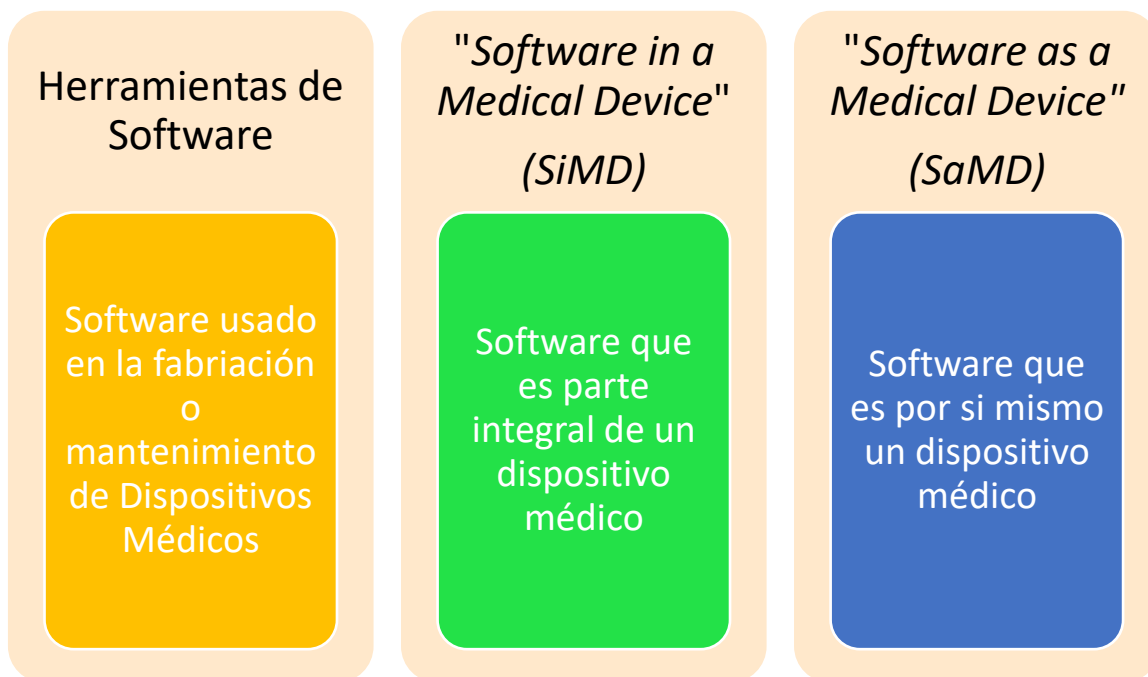 Herramientas de
Software
Software usado
en la fabriación
o
mantenimiento
de Dispositivos
Médicos
"Software in a
Medical Device"
(SiMD)
Software que
es parte
integral de un
dispositivo
médico
"Software as a
Medical Device"
(SaMD)
Software que
es por si mismo
un dispositivo
médico